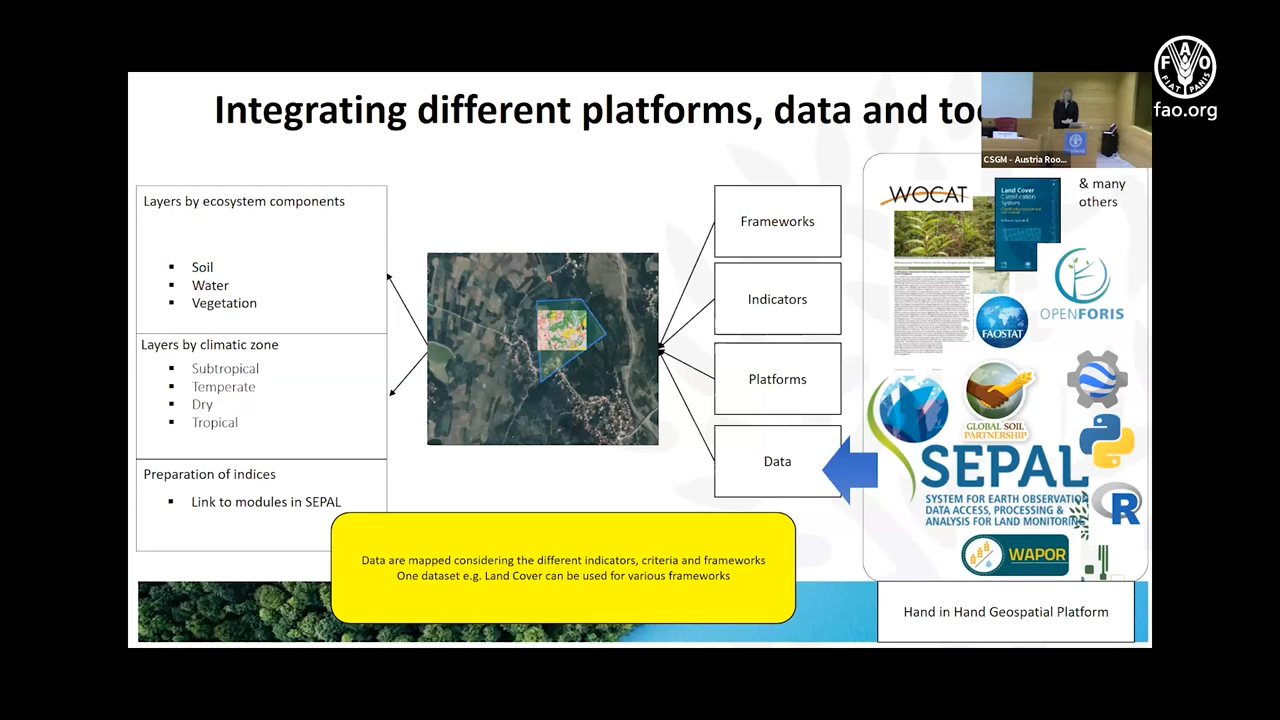 Integrating different platforms, data and
FAO
FIAT PANIS
fao.org
CSGM - Austria Roo...
Layers by ecosystem components
Soil
Water
Vegetation
Layers by climatic zone
Subtropical
Temperate
Dry
Tropical
Preparation of indices
Link to modules in SEPAL
Frameworks
Indicators
Platforms
Data
WOCAT
Land Cover
Classification
System
& many
others
OPENFORIS
FAOSTAT
GLOBAL SOIL
PARTNERSHIP
SEPAL
SYSTEM FOR EARTH OBSERVATION
DATA ACCESS, PROCESSING &
ANALYSIS FOR LAND MONITORING
R
WAPOR
Data are mapped considering the different indicators, criteria and frameworks
One dataset e.g. Land Cover can be used for various frameworks
Hand in Hand Geospatial Platform